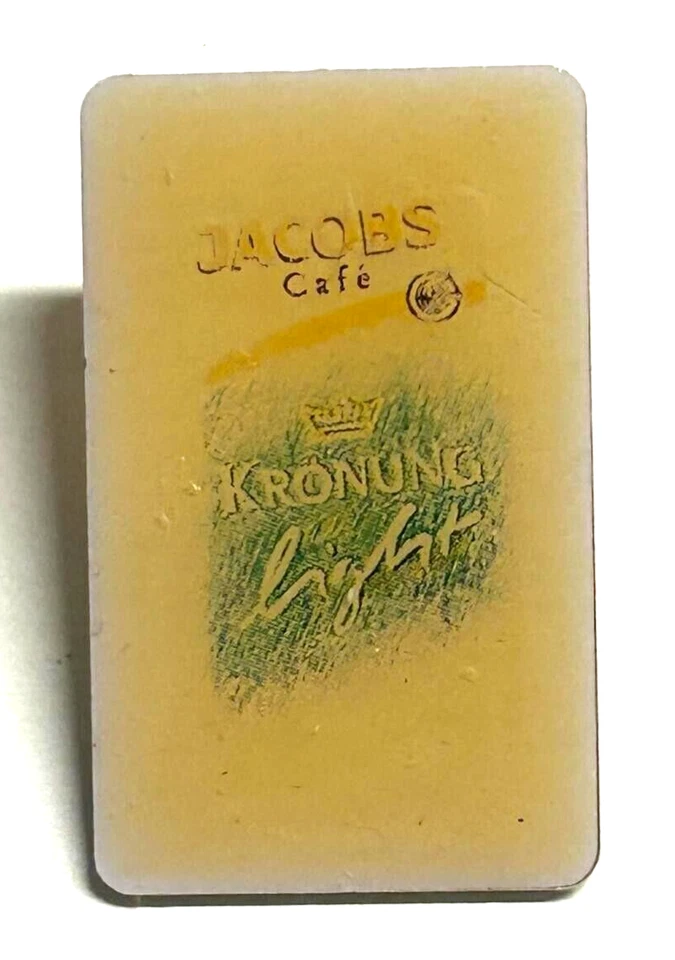 JACOBS
Café
KRÖNUNG
light